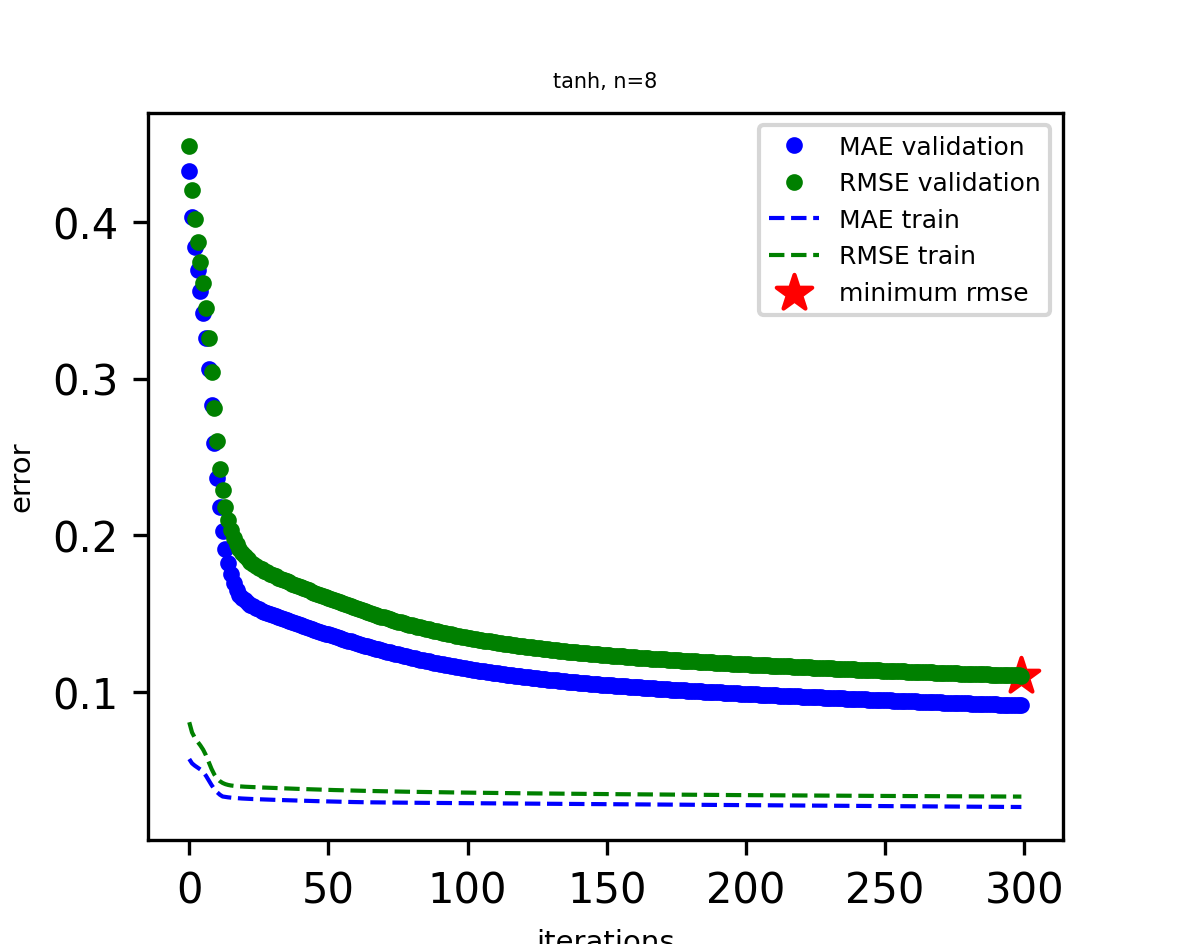 tanh, n=8
MAE validation
RMSE validation
MAE train
RMSE train
minimum rmse
error
0.4
0.3
0.2
0.1
0 50 100 150 200 250 300
iterations